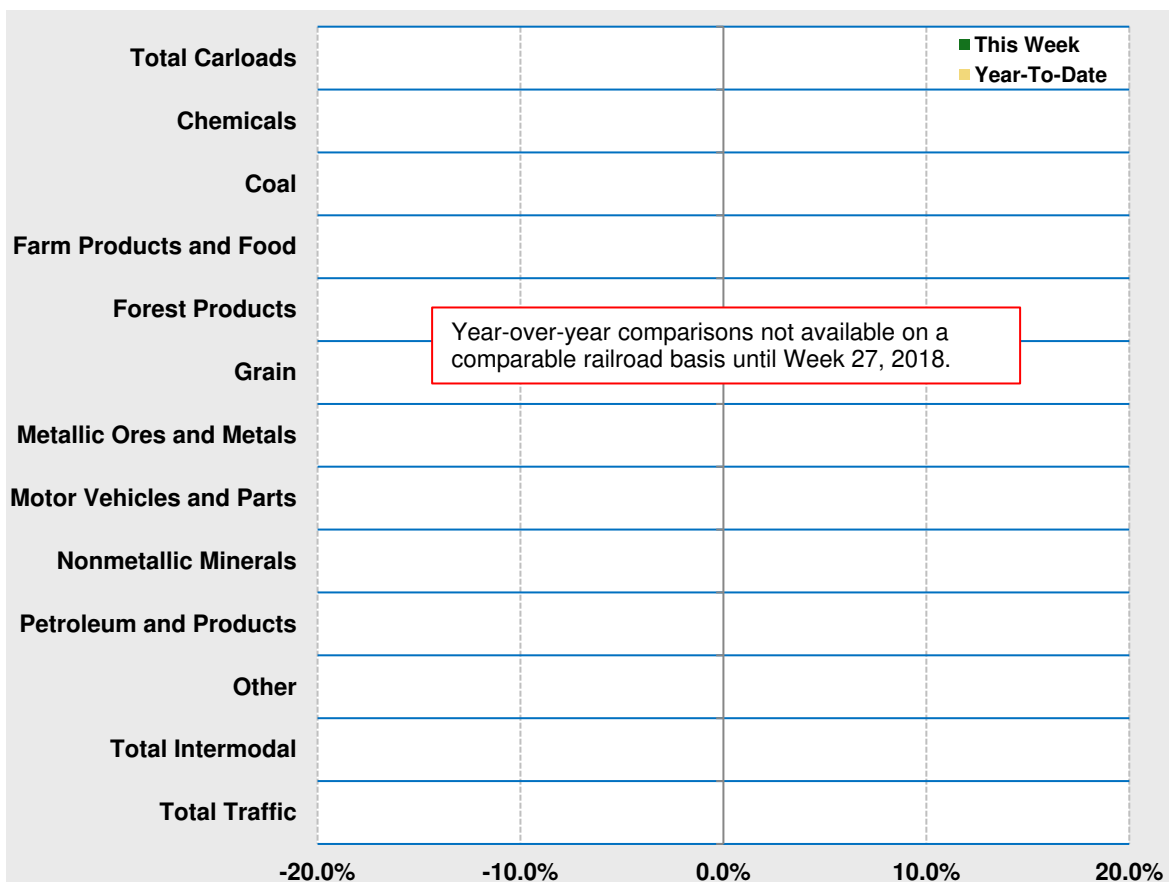 Total Carloads
This Week
Year-To-Date
Chemicals
Coal
Farm Products and Food
Forest Products
Year-over-year comparisons not available on a
comparable railroad basis until Week 27, 2018.
Grain
Metallic Ores and Metals
Motor Vehicles and Parts
Nonmetallic Minerals
Petroleum and Products
Other
Total Intermodal
Total Traffic
-20.0% -10.0% 0.0% 10.0% 20.0%